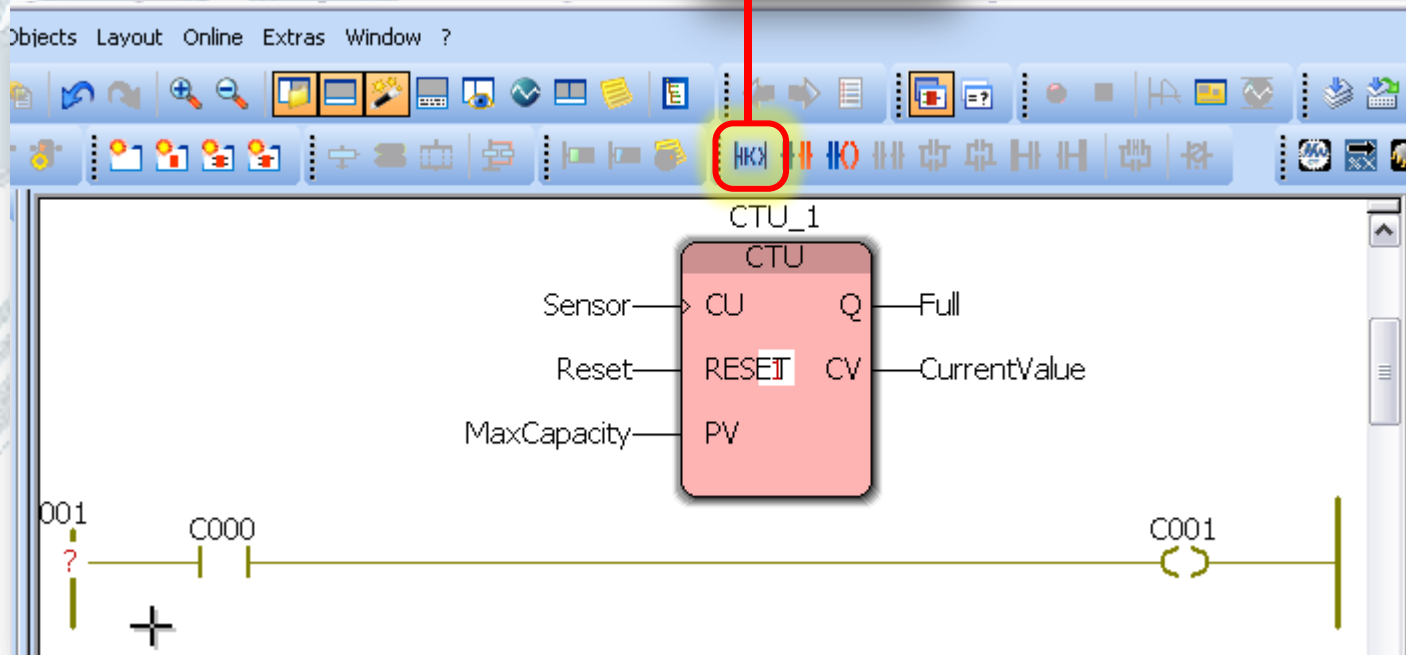 Objects Layout Online Extras Window ?
CTU_1
CTU
Sensor CU Q Full
Reset RESET 1 CV CurrentValue
MaxCapacity PV
001
C000
C001
?